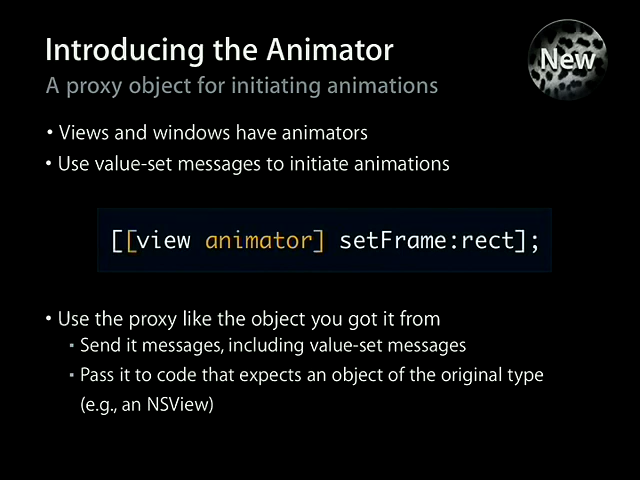 Introducing the Animator
New
A proxy object for initiating animations
• Views and windows have animators
• Use value-set messages to initiate animations
[[view animator] setFrame:rect];
• Use the proxy like the object you got it from
▪ Send it messages, including value-set messages
▪ Pass it to code that expects an object of the original type
(e.g., an NSView)